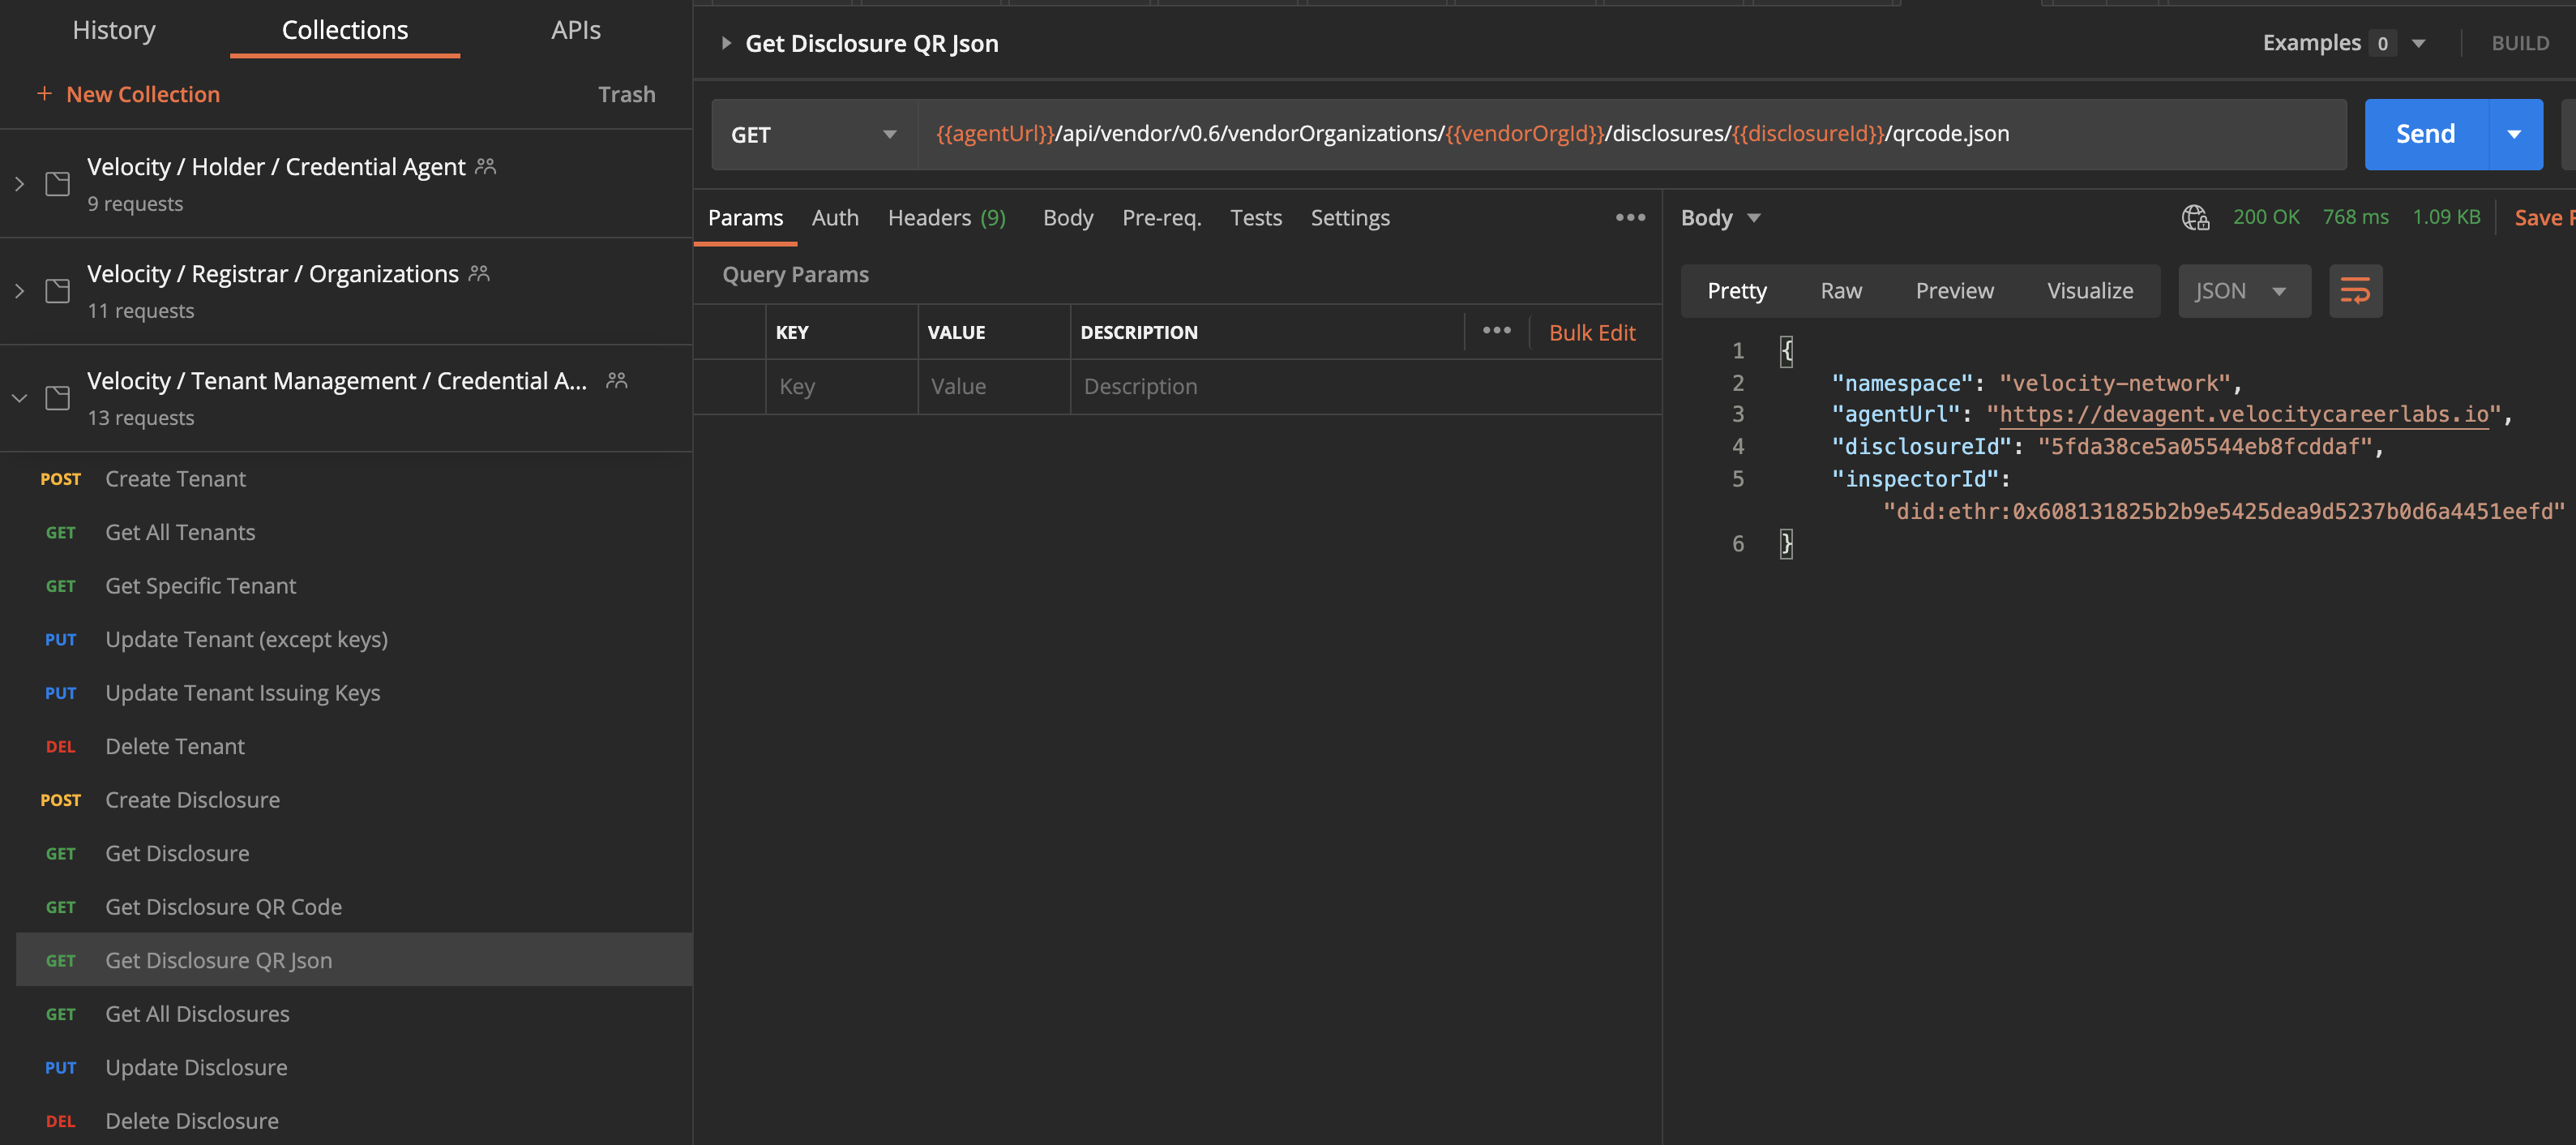 History
Collections
APIs
+ New Collection
Trash
Velocity / Holder / Credential Agent
9 requests
Velocity / Registrar / Organizations
11 requests
Velocity / Tenant Management / Credential A...
13 requests
POST Create Tenant
GET Get All Tenants
GET Get Specific Tenant
PUT Update Tenant (except keys)
PUT Update Tenant Issuing Keys
DEL Delete Tenant
POST Create Disclosure
GET Get Disclosure
GET Get Disclosure QR Code
GET Get Disclosure QR Json
GET Get All Disclosures
PUT Update Disclosure
DEL Delete Disclosure
Get Disclosure QR Json
Examples 0
BUILD
GET
{{agentUrl}}/api/vendor/v0.6/vendorOrganizations/{{vendorOrgId}}/disclosures/{{disclosureId}}/qrcode.json
Send
Params Auth Headers (9) Body Pre-req. Tests Settings
Query Params
KEY VALUE DESCRIPTION ••• Bulk Edit
Key Value Description
Body
200 OK 768 ms 1.09 KB Save
Pretty Raw Preview Visualize JSON
1 {
2 "namespace": "velocity-network",
3 "agentUrl": "https://devagent.velocitycareerlabs.io",
4 "disclosureId": "5fda38ce5a05544eb8fcddaf",
5 "inspectorId":
"did:ethr:0x608131825b2b9e5425dea9d5237b0d6a4451eefd"
6 }